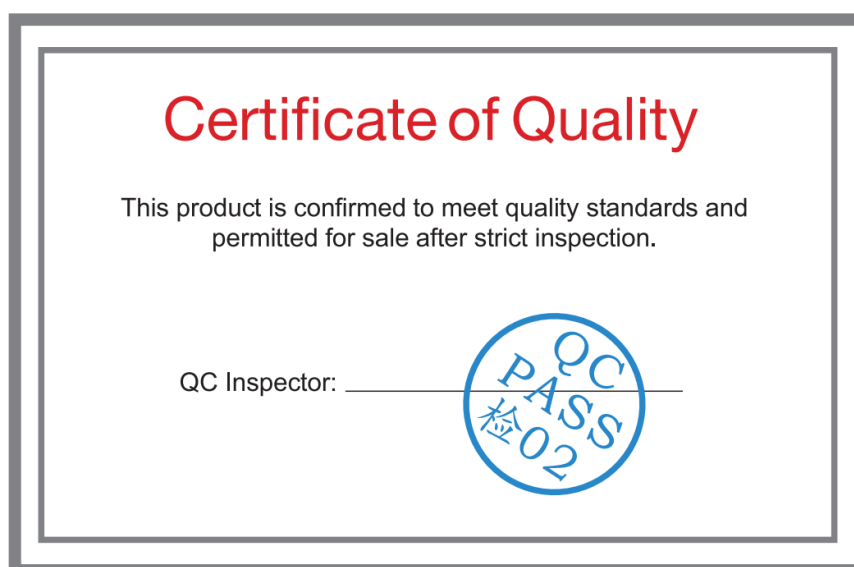 Certificate of Quality
This product is confirmed to meet quality standards and
permitted for sale after strict inspection.
QC Inspector:
QC
PASS
检02